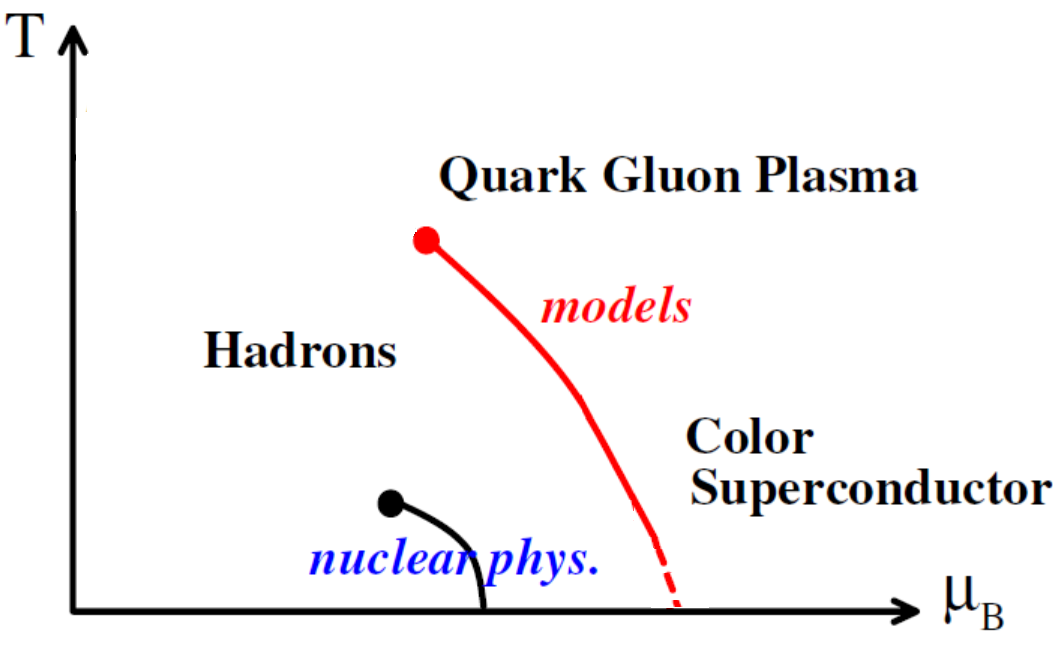 T
Quark Gluon Plasma
models
Hadrons
Color
Superconductor
nuclear phys.
μB